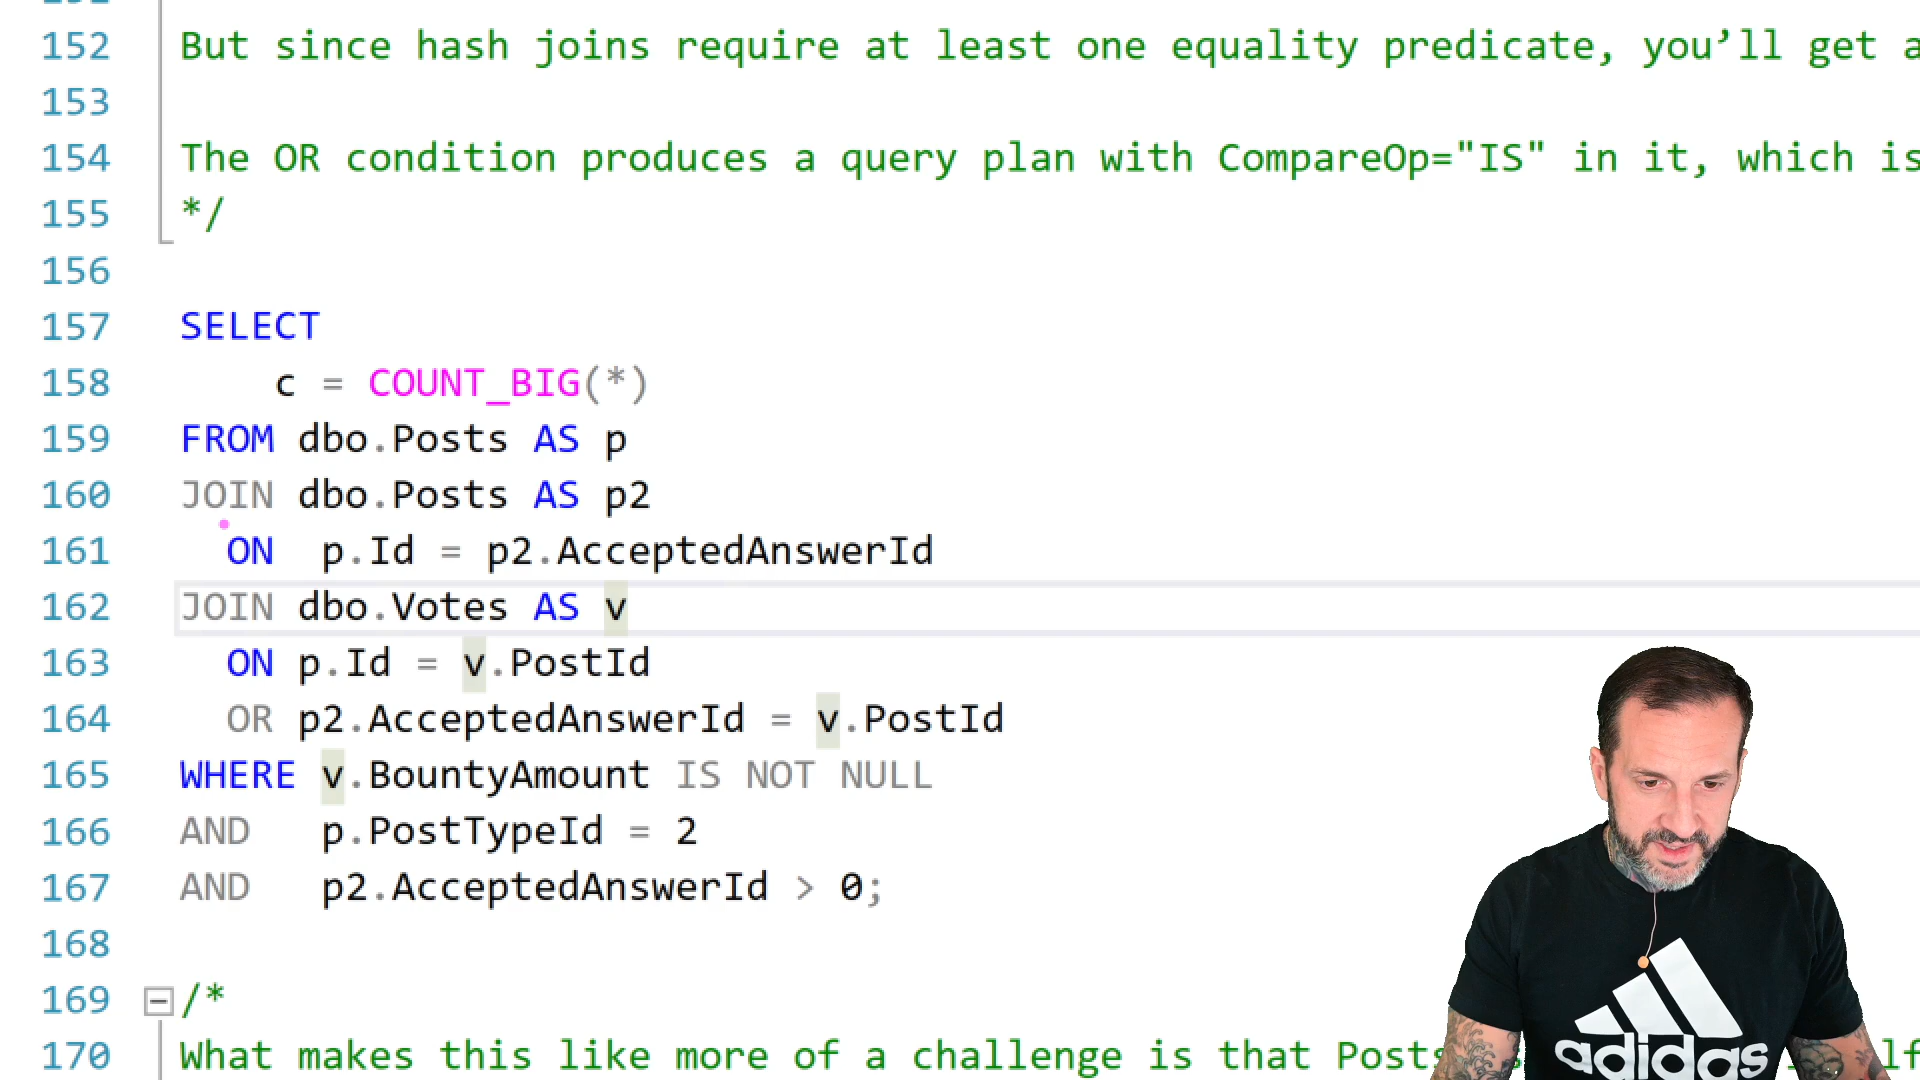 152 But since hash joins require at least one equality predicate, you’ll get a
153
154 The OR condition produces a query plan with CompareOp="IS" in it, which is
155 */
156
157 SELECT
158 c = COUNT_BIG(*)
159 FROM dbo.Posts AS p
160 JOIN dbo.Posts AS p2
161 ON p.Id = p2.AcceptedAnswerId
162 JOIN dbo.Votes AS v
163 ON p.Id = v.PostId
164 OR p2.AcceptedAnswerId = v.PostId
165 WHERE v.BountyAmount IS NOT NULL
166 AND p.PostTypeId = 2
167 AND p2.AcceptedAnswerId > 0;
168
169 /*
170 What makes this like more of a challenge is that Posts
adidas